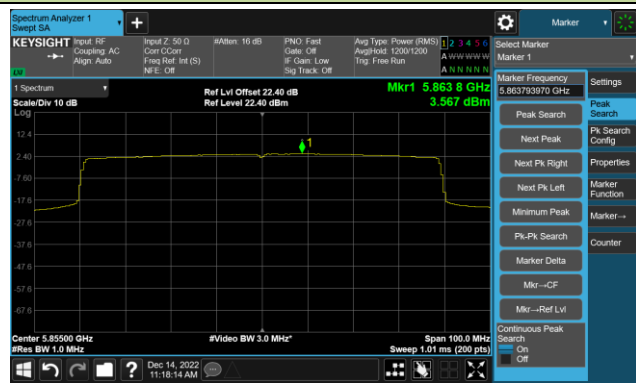 Spectrum Analyzer 1
Swept SA
Marker
KEYSIGHT
Input: RF
Coupling: AC
Align: Auto
Input Z: 50 Ω
Corr CCorr
Freq Ref: Int (S)
NFE: Off
#Atten: 16 dB
PNO: Fast
Gate: Off
IF Gain: Low
Sig Track: Off
Avg Type: Power (RMS)
Avg|Hold: 1200/1200
Trig: Free Run
1 2 3 4 5 6
A W W W W W
A N N N N N
Select Marker
Marker 1
1 Spectrum
Scale/Div 10 dB
Log
Ref Lvl Offset 22.40 dB
Ref Level 22.40 dBm
Mkr1 5.863 8 GHz
3.567 dBm
12.4
2.40
-7.60
-17.6
-27.6
-37.6
-47.6
-57.6
-67.6
1
Center 5.85500 GHz
#Res BW 1.0 MHz
#Video BW 3.0 MHz*
Span 100.0 MHz
Sweep 1.01 ms (200 pts)
Marker Frequency
5.863793970 GHz
Peak Search
Next Peak
Next Pk Right
Next Pk Left
Minimum Peak
Pk-Pk Search
Marker Delta
Mkr→CF
Mkr→Ref Lvl
Continuous Peak
Search
On
Off
Settings
Peak
Search
Pk Search
Config
Properties
Marker
Function
Marker→
Counter
?
Dec 14, 2022
11:18:14 AM